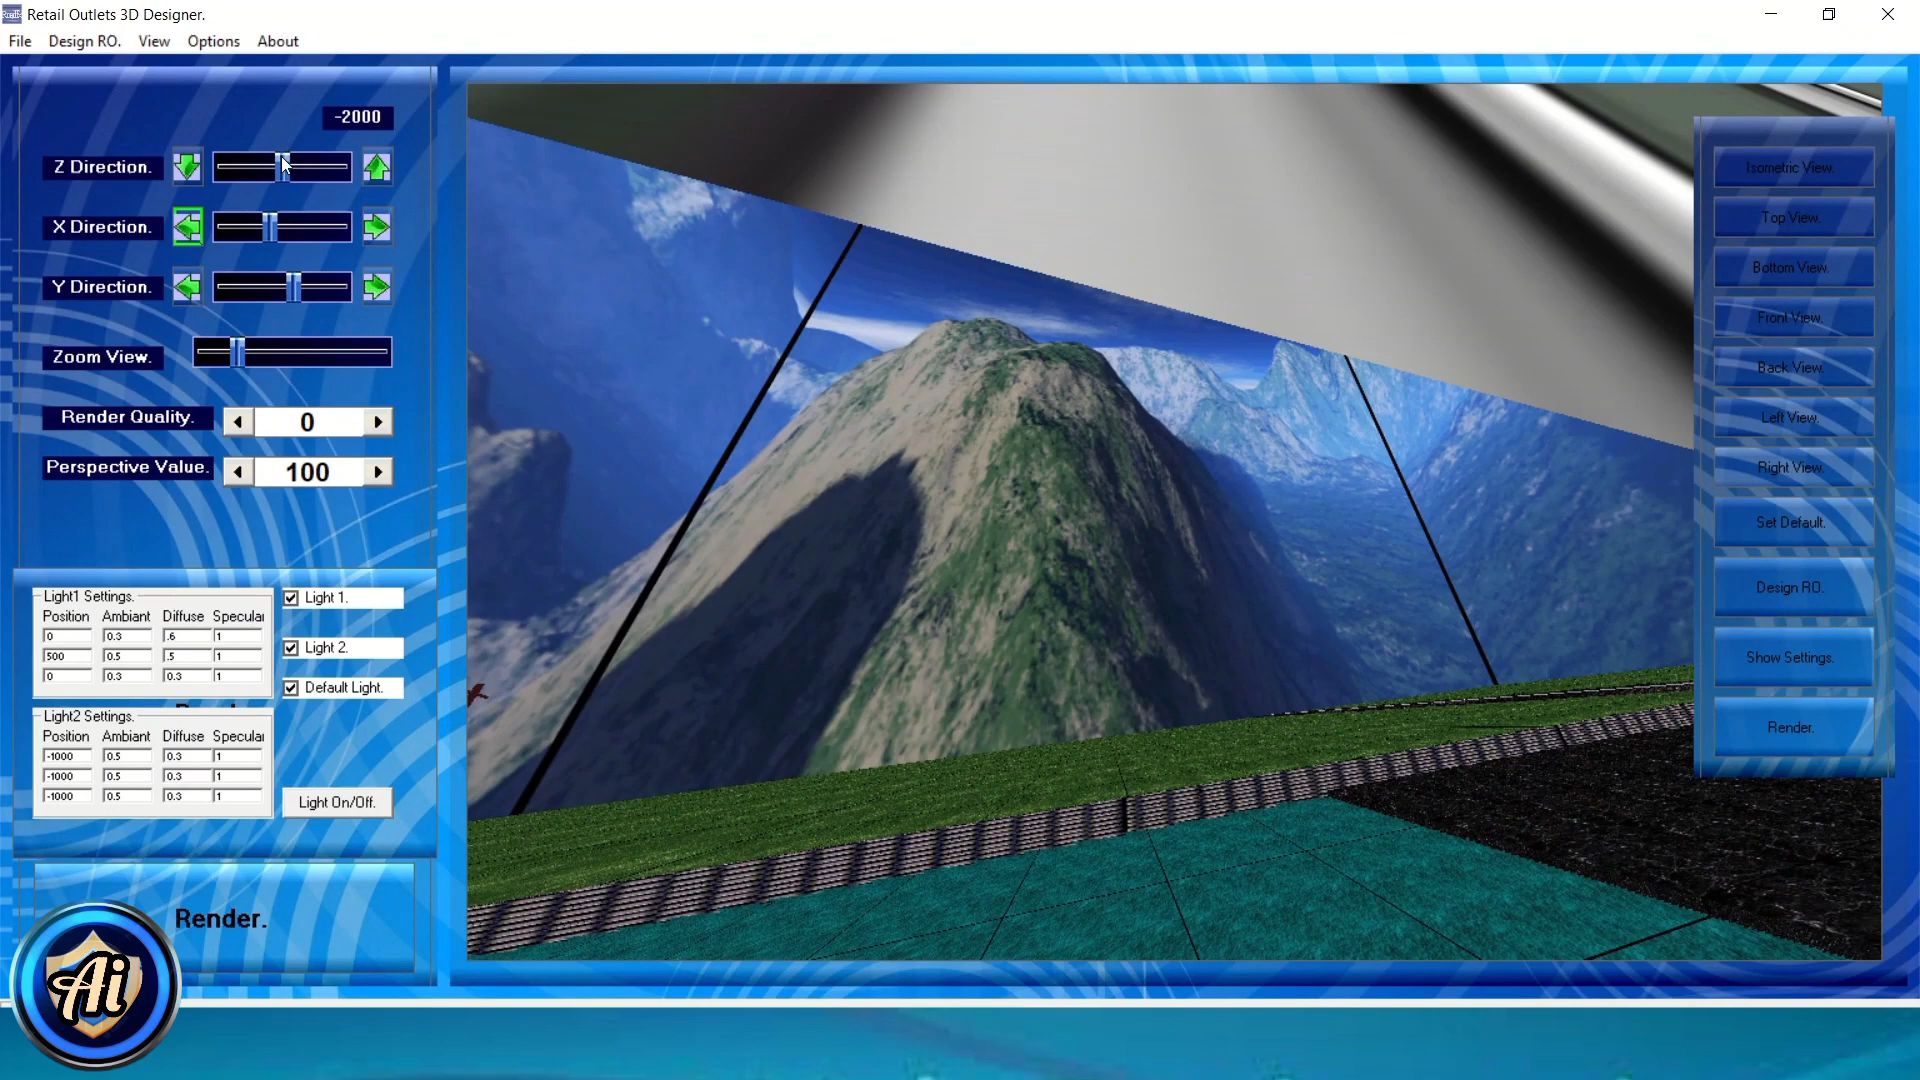 Retail Outlets 3D Designer.
File Design RO. View Options About
-2000
Z Direction.
X Direction.
Y Direction.
Zoom View.
Render Quality. 0
Perspective Value. 100
Light1 Settings.
Position Ambiant Diffuse Specular
0 0.3 .6 1
500 0.5 .5 1
0 0.3 0.3 1
Light 1.
Light 2.
Default Light.
Light2 Settings.
Position Ambiant Diffuse Specular
-1000 0.5 0.3 1
-1000 0.5 0.3 1
-1000 0.5 0.3 1
Light On/Off.
Render.
Ai
Isometric View.
Top View.
Bottom View.
Front View.
Back View.
Left View.
Right View.
Set Default.
Design RO.
Show Settings.
Render.